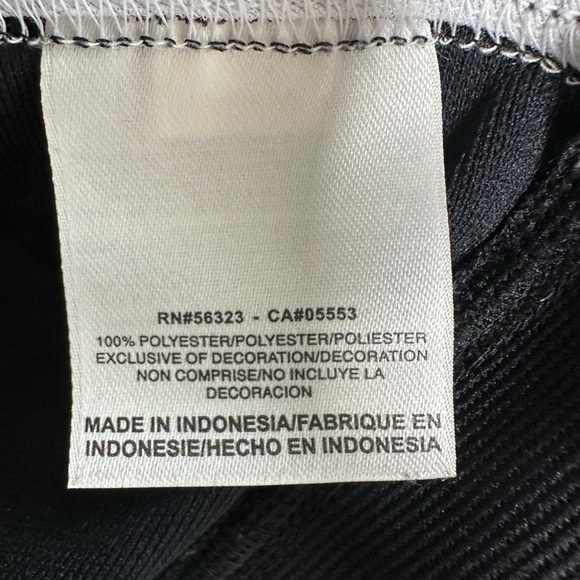 RN#56323 - CA#05553
100% POLYESTER/POLYESTER/POLIESTER
EXCLUSIVE OF DECORATION/DECORATION
NON COMPRISE/NO INCLUYE LA
DECORACION
MADE IN INDONESIA/FABRIQUE EN
INDONESIE/HECHO EN INDONESIA